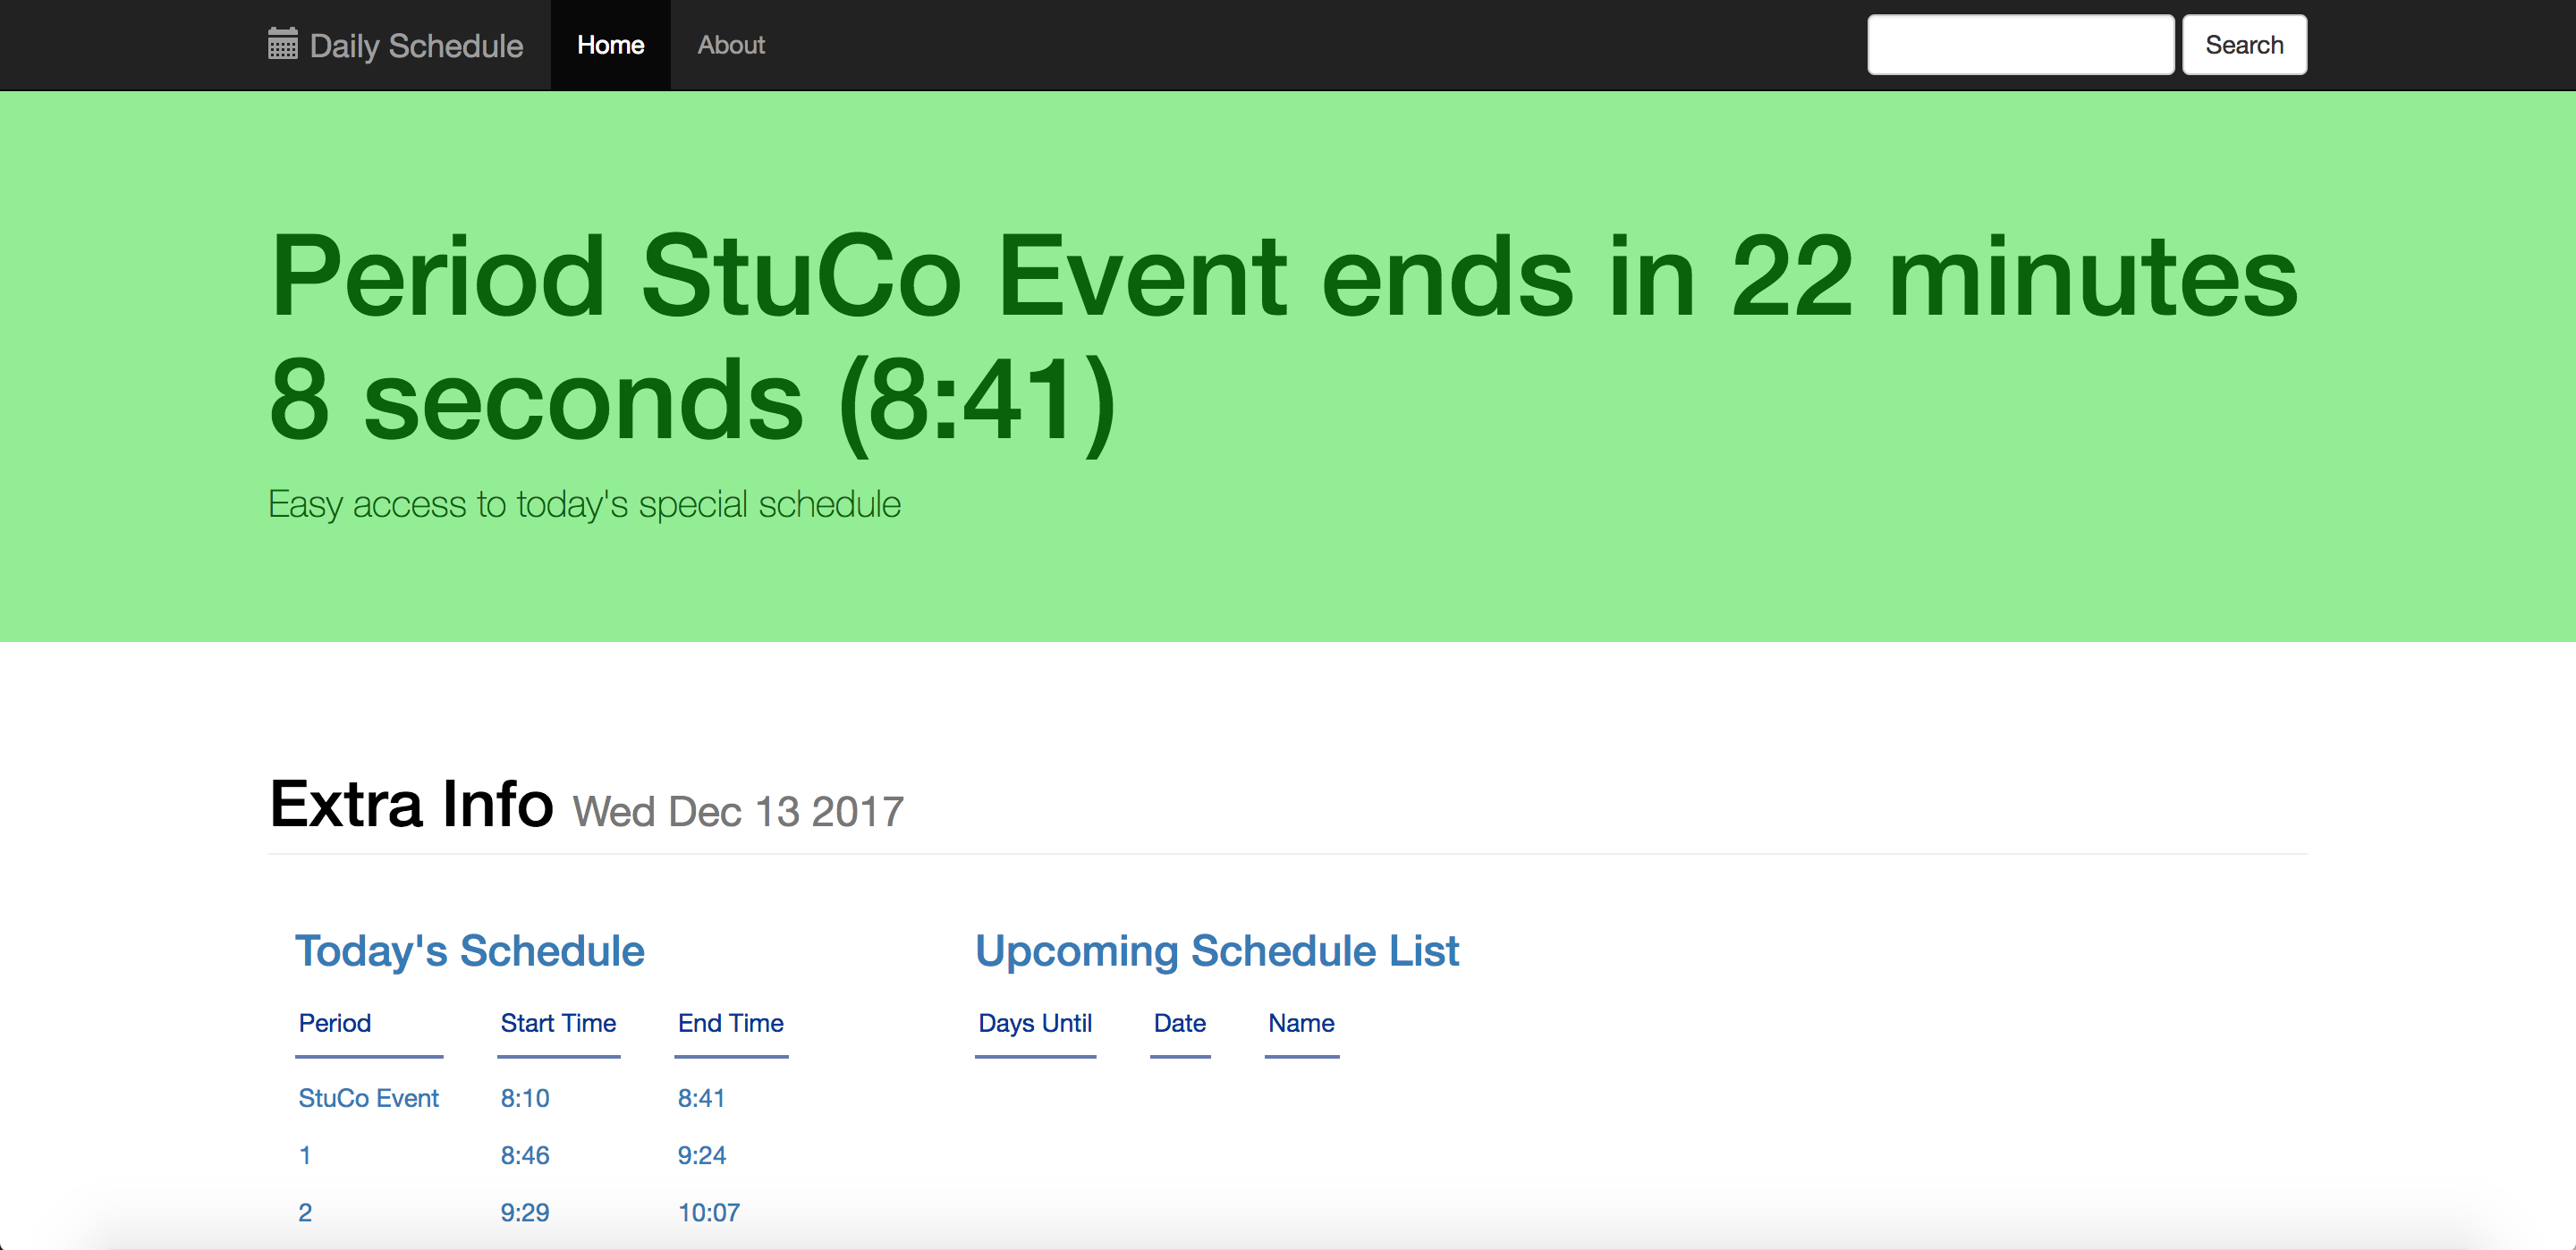 Daily Schedule Home About Search
Period StuCo Event ends in 22 minutes
8 seconds (8:41)
Easy access to today's special schedule
Extra Info Wed Dec 13 2017
Today's Schedule
Period Start Time End Time
StuCo Event 8:10 8:41
1 8:46 9:24
2 9:29 10:07
Upcoming Schedule List
Days Until Date Name